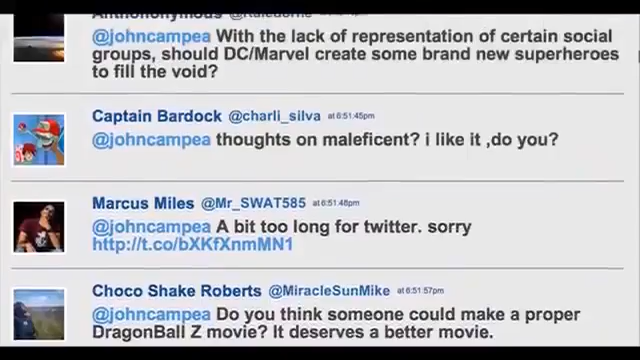 @johncampea With the lack of representation of certain social
groups, should DC/Marvel create some brand new superheroes
to fill the void?
Captain Bardock @charli_silva at 6:51:45pm
@johncampea thoughts on maleficent? i like it ,do you?
Marcus Miles @Mr_SWAT585 at 6:51:48pm
@johncampea A bit too long for twitter. sorry
http://t.co/bXKfXnmMN1
Choco Shake Roberts @MiracleSunMike at 6:51:57pm
@johncampea Do you think someone could make a proper
DragonBall Z movie? It deserves a better movie.